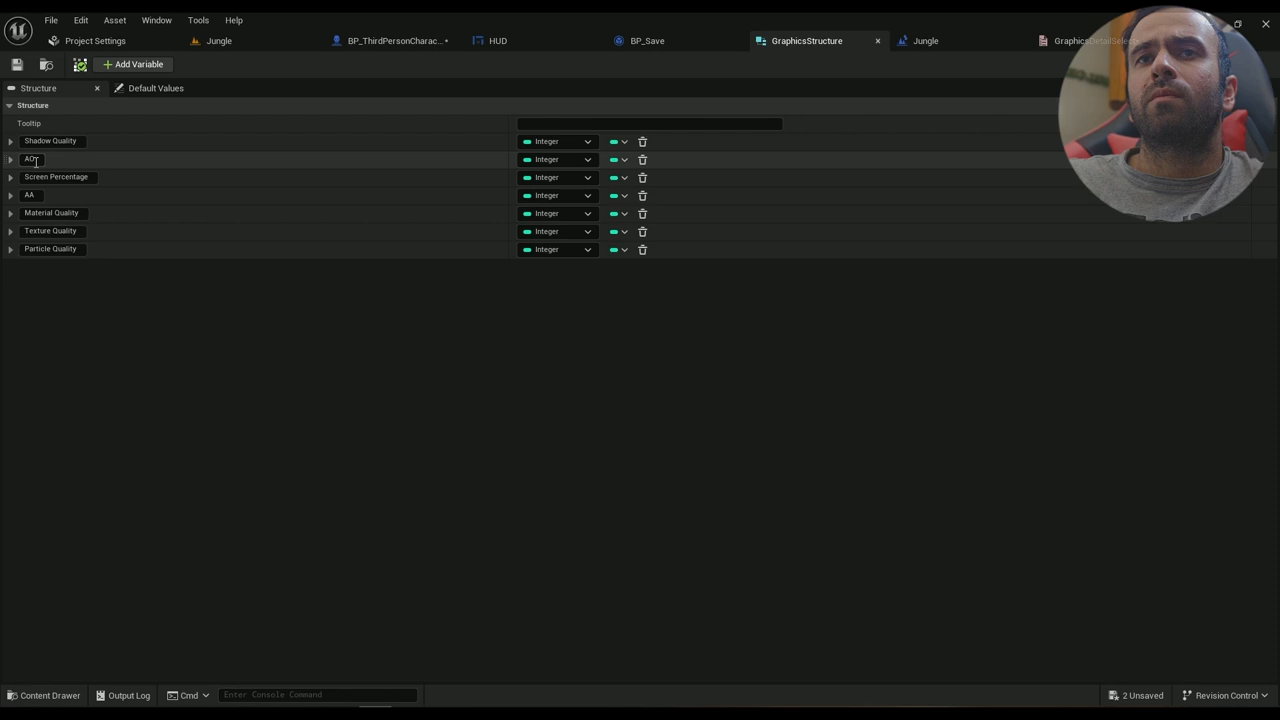 File Edit Asset Window Tools Help
Project Settings Jungle BP_ThirdPersonCharac...• HUD BP_Save GraphicsStructure Jungle GraphicsDetailSelec
Add Variable
Structure Default Values
Structure
Tooltip
Shadow Quality Integer
AO Integer
Screen Percentage Integer
AA Integer
Material Quality Integer
Texture Quality Integer
Particle Quality Integer
Content Drawer Output Log Cmd Enter Console Command 2 Unsaved Revision Control